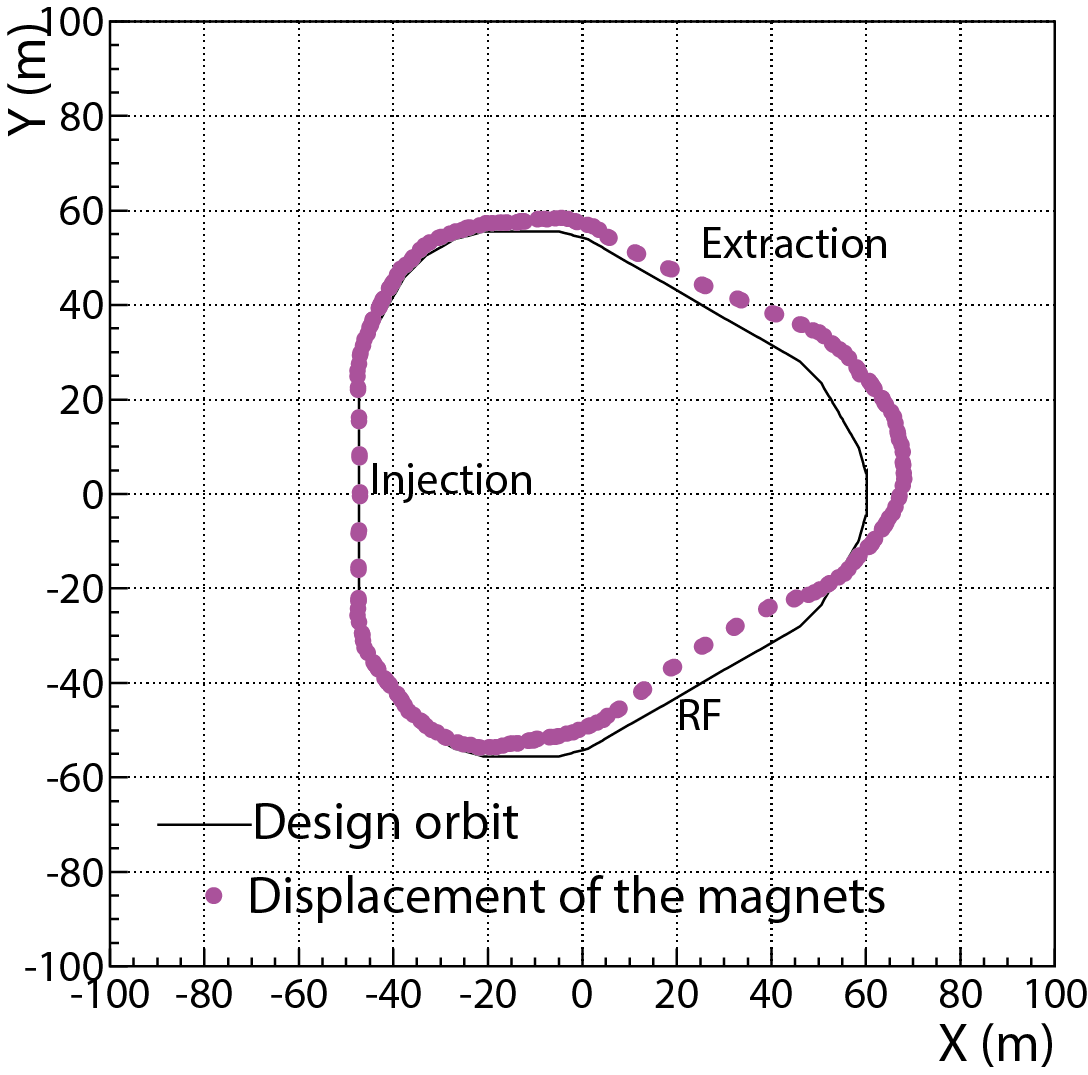 Y (m)
100
80
60
40
20
0
-20
-40
-60
-80
-100
Extraction
Injection
RF
Design orbit
Displacement of the magnets
-100 -80 -60 -40 -20 0 20 40 60 80 100
X (m)